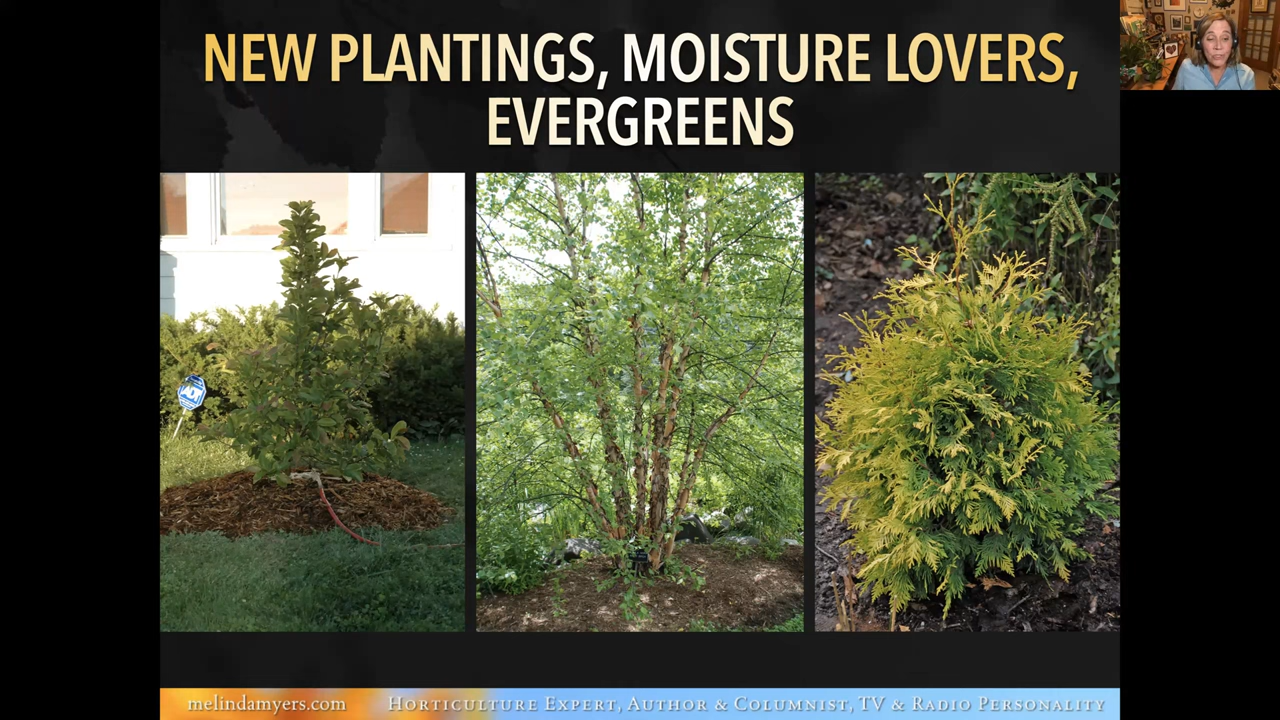 NEW PLANTINGS, MOISTURE LOVERS,
EVERGREENS
ADT
melindamyers.com
HORTICULTURE EXPERT, AUTHOR & COLUMNIST, TV & RADIO PERSONALITY